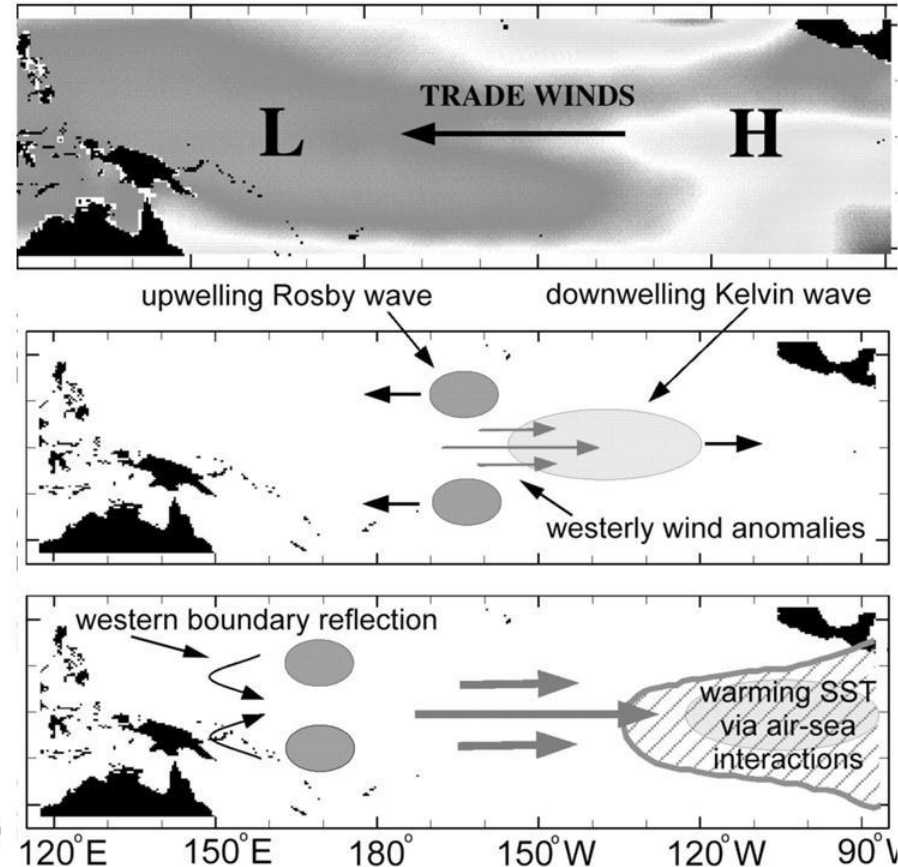 TRADE WINDS
L
H
upwelling Rosby wave
downwelling Kelvin wave
westerly wind anomalies
western boundary reflection
warming SST
via air-sea
interactions
120°E 150°E 180° 150°W 120°W 90°W